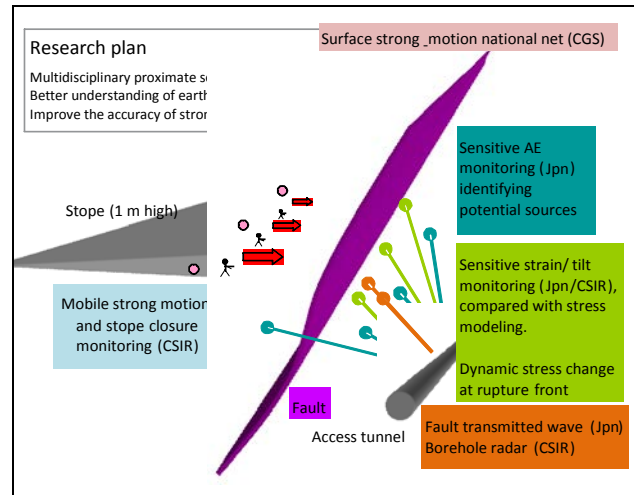 Surface strong _motion national net (CGS)
Research plan
Multidisciplinary proximate
Better understanding of
Improve the accuracy of
Sensitive AE
monitoring (Jpn)
identifying
potential sources
Stope (1 m high)
Sensitive strain/ tilt
monitoring (Jpn/CSIR),
compared with stress
modeling.
Dynamic stress change
at rupture front
Mobile strong motion
and stope closure
monitoring (CSIR)
Fault
Access tunnel
Fault transmitted wave (Jpn)
Borehole radar (CSIR)